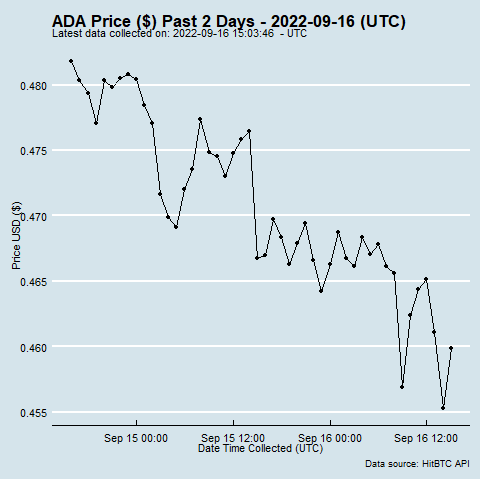 ADA Price ($) Past 2 Days - 2022-09-16 (UTC)
Latest data collected on: 2022-09-16 15:03:46  - UTC
Price USD ($)
0.480
0.475
0.470
0.465
0.460
0.455
Sep 15 00:00
Sep 15 12:00
Sep 16 00:00
Sep 16 12:00
Date Time Collected (UTC)
Data source: HitBTC API